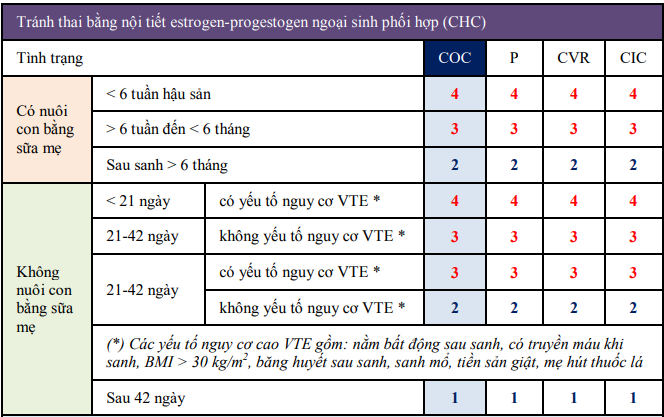 Tránh thai bằng nội tiết estrogen-progestogen ngoại sinh phối hợp (CHC)
Tình trạng COC P CVR CIC
Có nuôi con bằng sữa mẹ
< 6 tuần hậu sản 4 4 4 4
> 6 tuần đến < 6 tháng 3 3 3 3
Sau sanh > 6 tháng 2 2 2 2
Không nuôi con bằng sữa mẹ
< 21 ngày có yếu tố nguy cơ VTE * 4 4 4 4
21-42 ngày không yếu tố nguy cơ VTE * 3 3 3 3
21-42 ngày có yếu tố nguy cơ VTE * 3 3 3 3
không yếu tố nguy cơ VTE * 2 2 2 2
(*) Các yếu tố nguy cơ cao VTE gồm: nằm bất động sau sanh, có truyền máu khi
sanh, BMI > 30 kg/m², băng huyết sau sanh, sanh mổ, tiền sản giật, mẹ hút thuốc lá
Sau 42 ngày 1 1 1 1